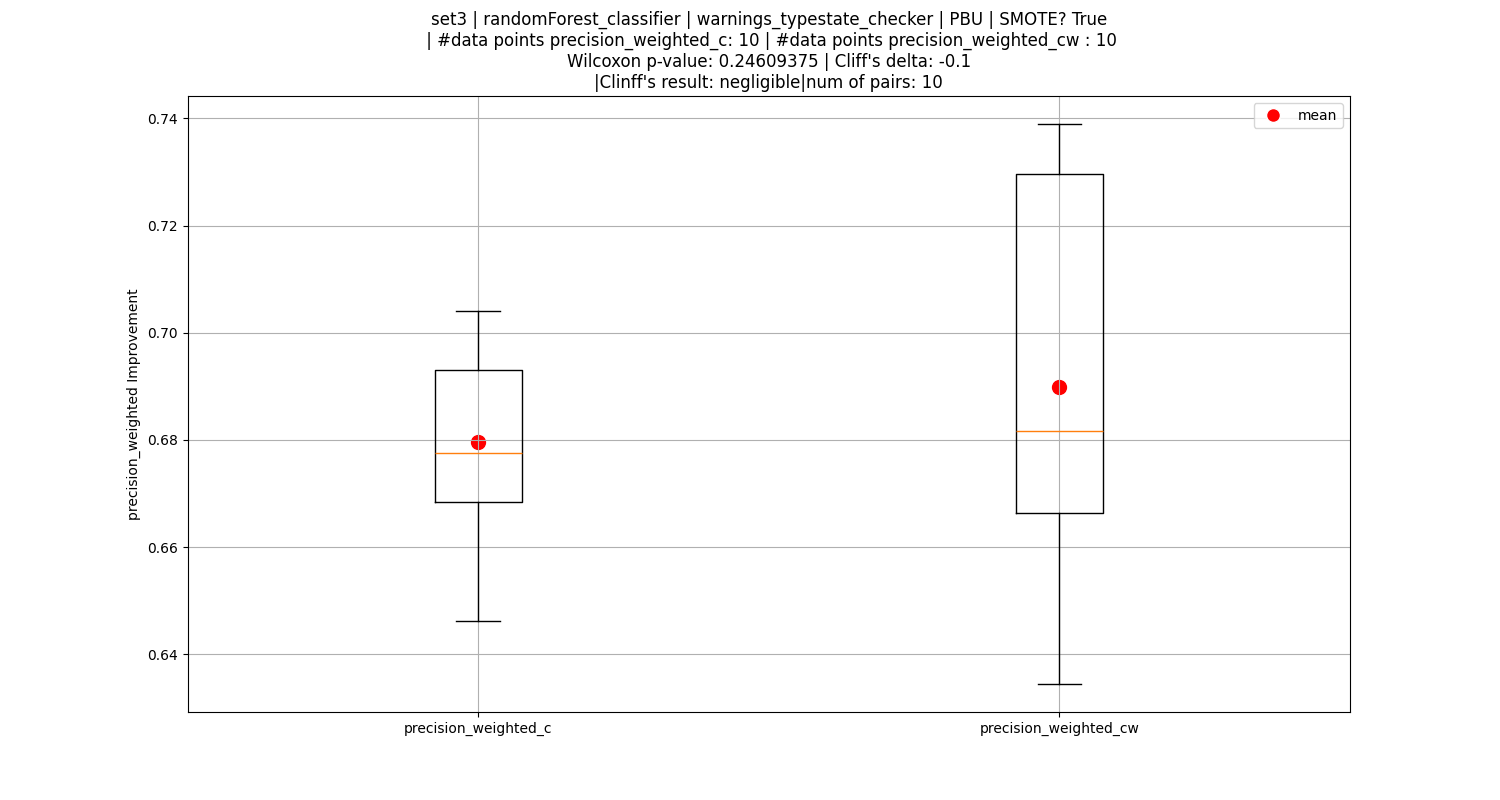 set3 | randomForest_classifier | warnings_typestate_checker | PBU | SMOTE? True
| #data points precision_weighted_c: 10 | #data points precision_weighted_cw : 10
Wilcoxon p-value: 0.24609375 | Cliff's delta: -0.1
|Clinff's result: negligible|num of pairs: 10
mean
precision_weighted Improvement
0.74
0.72
0.70
0.68
0.66
0.64
precision_weighted_c
precision_weighted_cw